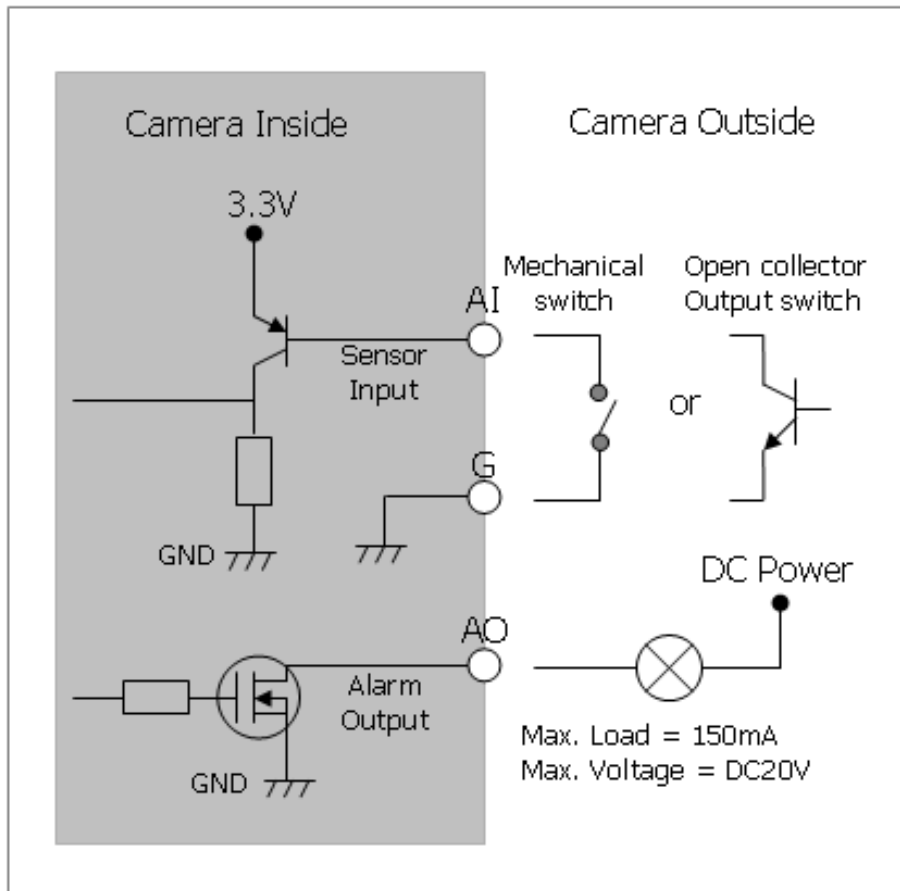 Camera Inside
Camera Outside
3.3V
Mechanical
switch
Open collector
Output switch
AI
Sensor
Input
or
G
GND
DC Power
AO
Alarm
Output
Max. Load = 150mA
Max. Voltage = DC20V
GND